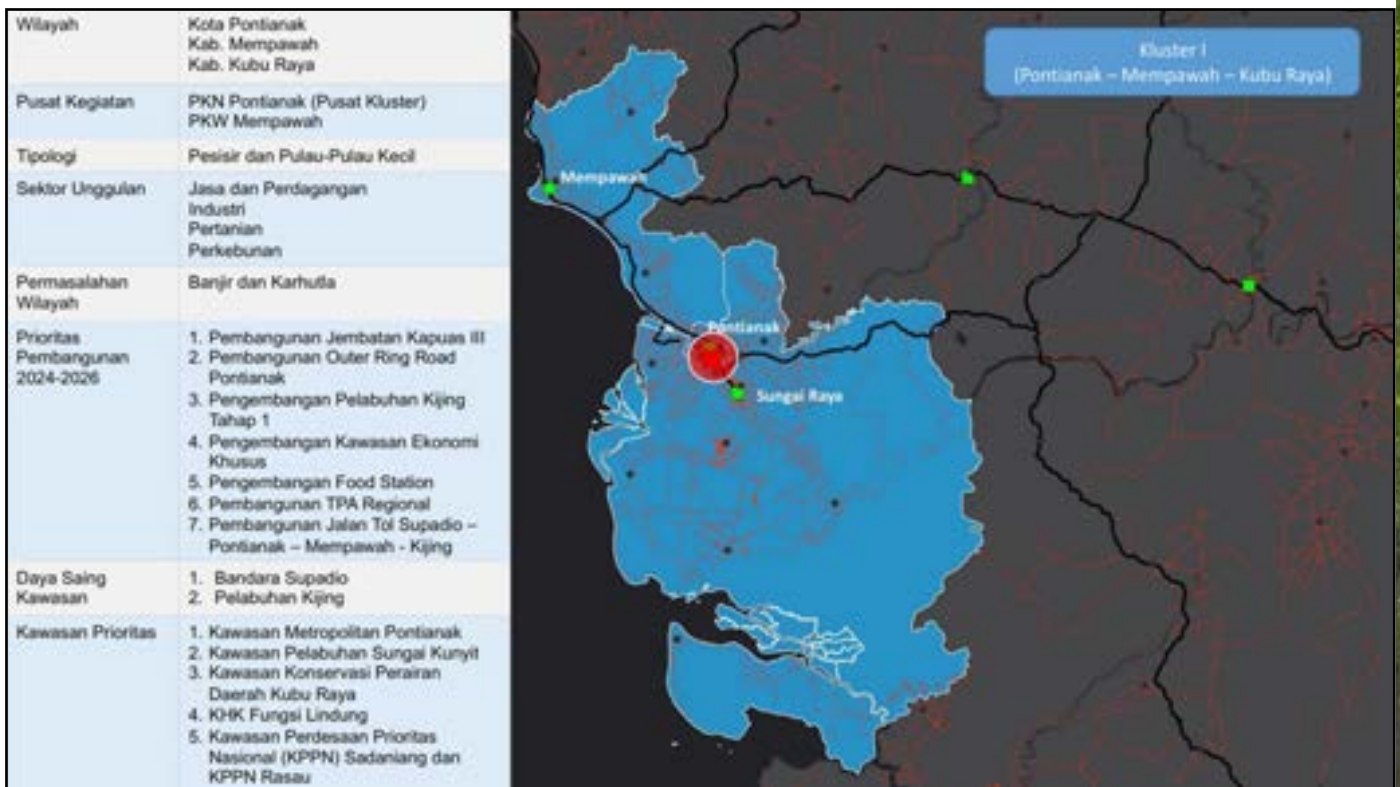 Wilayah
Kota Pontianak
Kab. Mempawah
Kab. Kubu Raya
Pusat Kegiatan
PKN Pontianak (Pusat Kluster)
PKW Mempawah
Tipologi
Pesisir dan Pulau-Pulau Kecil
Sektor Unggulan
Jasa dan Perdagangan
Industri
Pertanian
Perkebunan
Permasalahan
Wilayah
Banjir dan Karhutla
Prioritas
Pembangunan
2024-2026
1. Pembangunan Jembatan Kapuas III
2. Pembangunan Outer Ring Road
Pontianak
3. Pengembangan Pelabuhan Kijing
Tahap 1
4. Pengembangan Kawasan Ekonomi
Khusus
5. Pengembangan Food Station
6. Pembangunan TPA Regional
7. Pembangunan Jalan Tol Supadio –
Pontianak – Mempawah - Kijing
Daya Saing
Kawasan
1. Bandara Supadio
2. Pelabuhan Kijing
Kawasan Prioritas
1. Kawasan Metropolitan Pontianak
2. Kawasan Pelabuhan Sungai Kunyit
3. Kawasan Konservasi Perairan
Daerah Kubu Raya
4. KHK Fungsi Lindung
5. Kawasan Perdesaan Prioritas
Nasional (KPPN) Sadaniang dan
KPPN Rasau
Kluster I
(Pontianak – Mempawah – Kubu Raya)
Mempawah
Pontianak
Sungai Raya